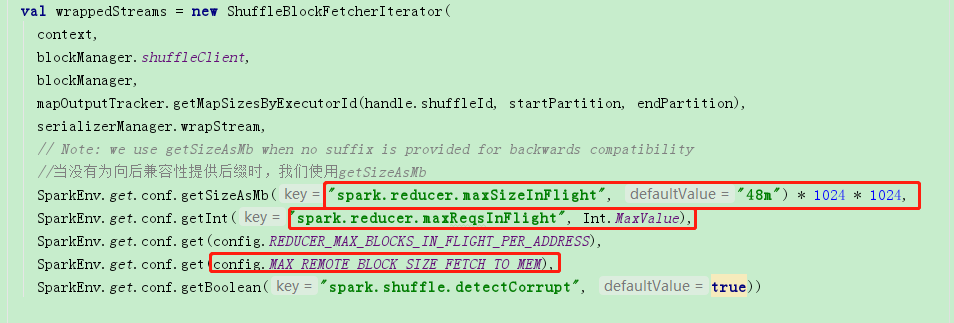 val wrappedStreams = new ShuffleBlockFetcherIterator(
context,
blockManager.shuffleClient,
blockManager,
mapOutputTracker.getMapSizesByExecutorId(handle.shuffleId, startPartition, endPartition),
serializerManager.wrapStream,
// Note: we use getSizeAsMb when no suffix is provided for backwards compatibility
//当没有为向后兼容性提供后缀时，我们使用getSizeAsMb
SparkEnv.get.conf.getSizeAsMb( key = "spark.reducer.maxSizeInFlight", defaultValue = "48m") * 1024 * 1024,
SparkEnv.get.conf.getInt( key = "spark.reducer.maxReqsInFlight", Int.MaxValue),
SparkEnv.get.conf.get(config.REDUCER_MAX_BLOCKS_IN_FLIGHT_PER_ADDRESS),
SparkEnv.get.conf.get(config.MAX_REMOTE_BLOCK_SIZE_FETCH_TO_MEM),
SparkEnv.get.conf.getBoolean( key = "spark.shuffle.detectCorrupt", defaultValue = true))